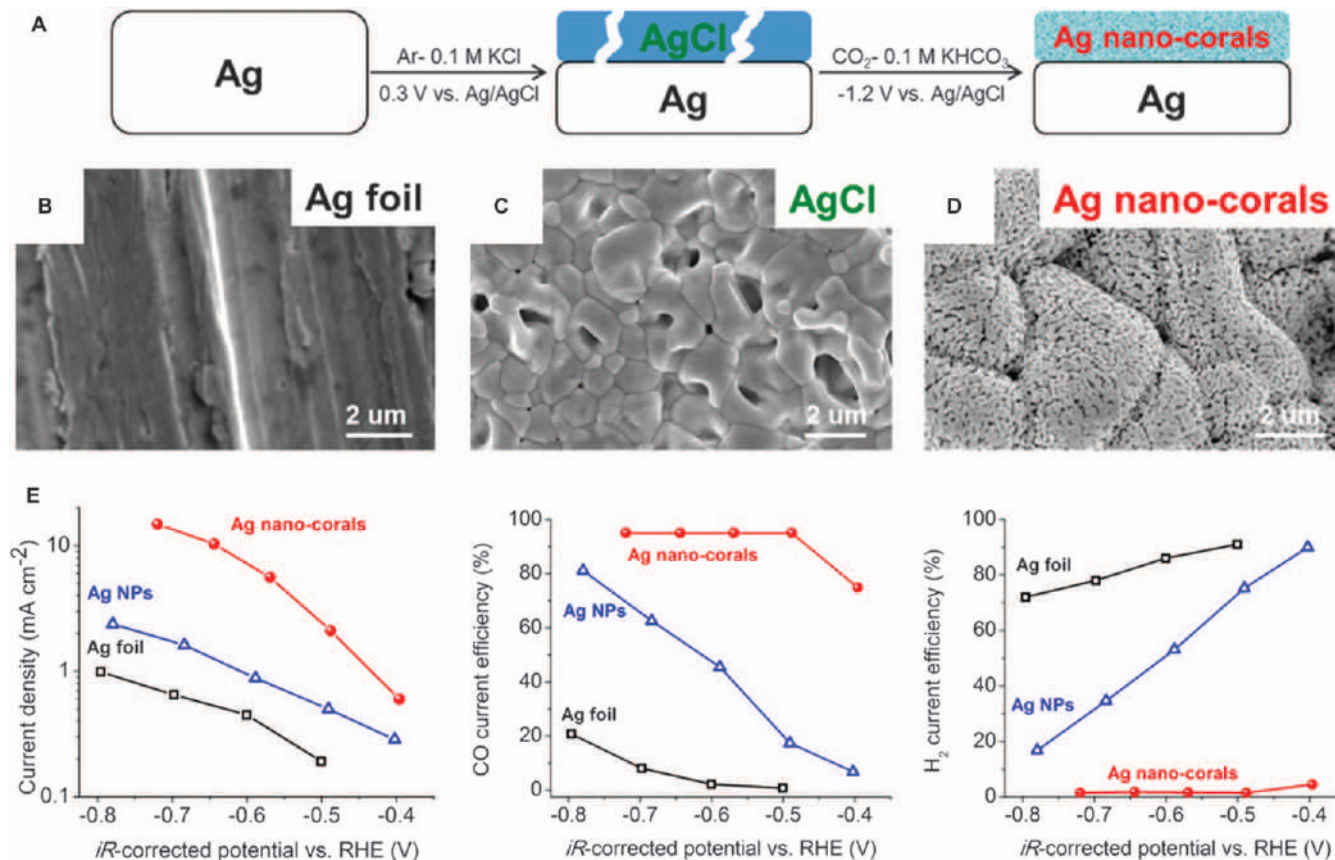 A
Ag
Ar- 0.1 M KCl
0.3 V vs. Ag/AgCl
AgCl
Ag
CO2- 0.1 M KHCO3
-1.2 V vs. Ag/AgCl
Ag nano-corals
Ag
B
Ag foil
2 um
C
AgCl
2 um
D
Ag nano-corals
2 um
E
Current density (mA cm-2)
10
1
0.1
Ag nano-corals
Ag NPs
Ag foil
-0.8 -0.7 -0.6 -0.5 -0.4
iR-corrected potential vs. RHE (V)
CO current efficiency (%)
100
80
60
40
20
0
Ag nano-corals
Ag NPs
Ag foil
-0.8 -0.7 -0.6 -0.5 -0.4
iR-corrected potential vs. RHE (V)
H2 current efficiency (%)
100
80
60
40
20
0
Ag foil
Ag NPs
Ag nano-corals
-0.8 -0.7 -0.6 -0.5 -0.4
iR-corrected potential vs. RHE (V)